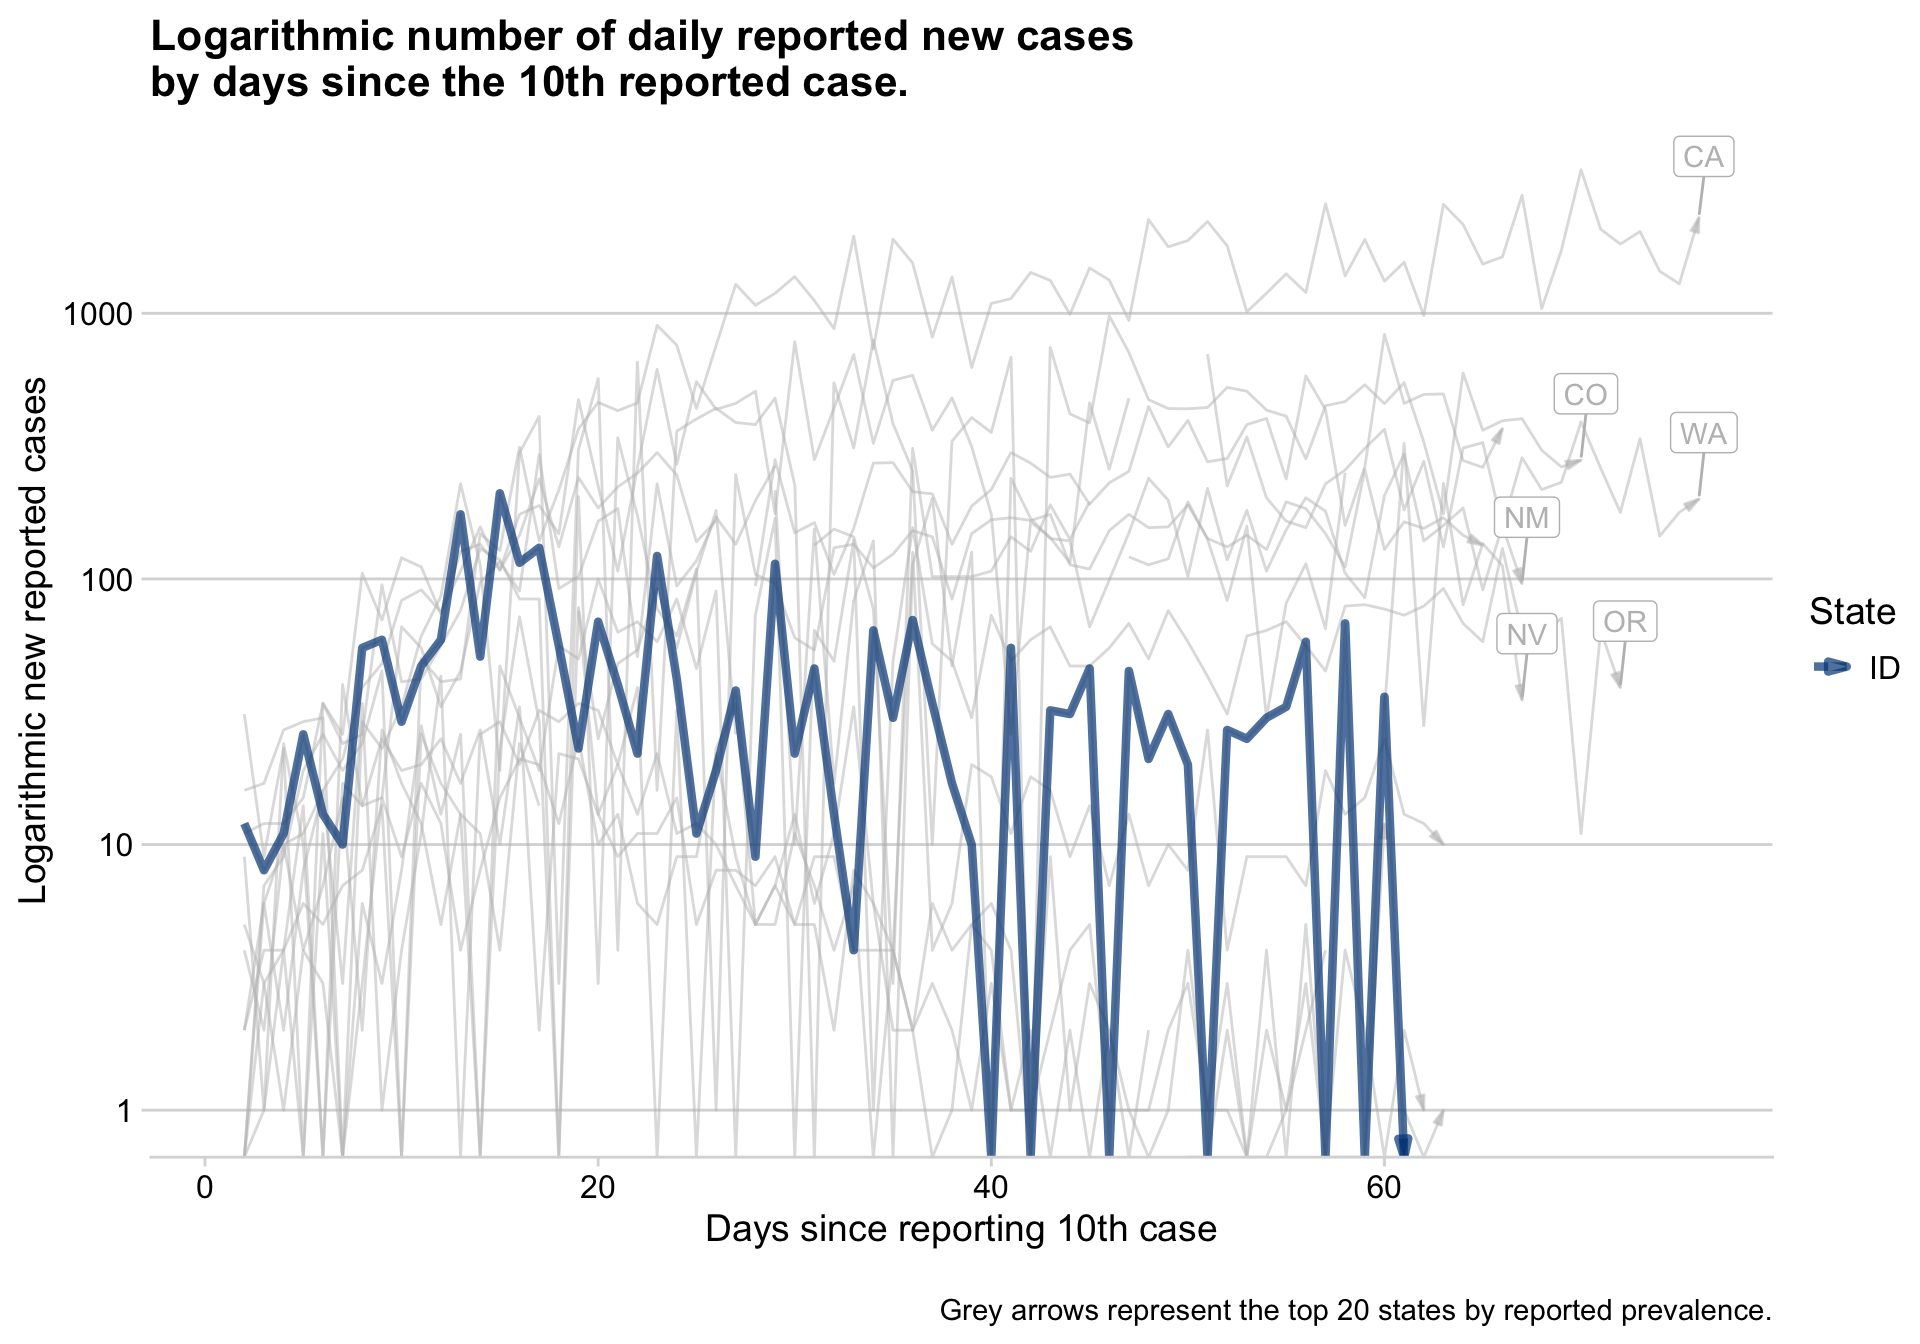 Logarithmic number of daily reported new cases
by days since the 10th reported case.
CA
1000
CO
WA
NM
100
NV
OR
State
ID
10
1
Logarithmic new reported cases
0
20
40
60
Days since reporting 10th case
Grey arrows represent the top 20 states by reported prevalence.